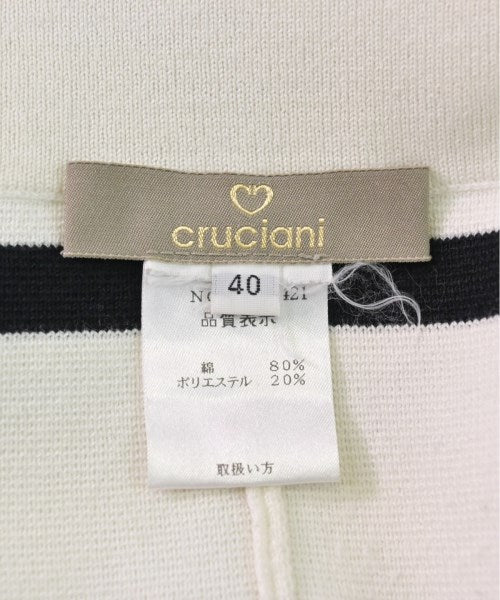 cruciani
40
421
品質表示
綿 80%
ポリエステル 20%
取扱い方